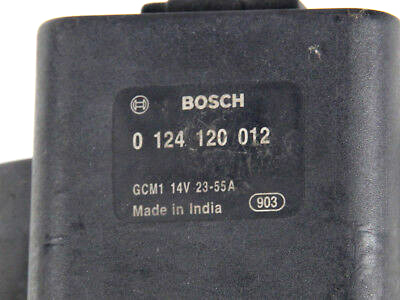 BOSCH
0 124 120 012
GCM1 14V 23-55A
Made in India 903